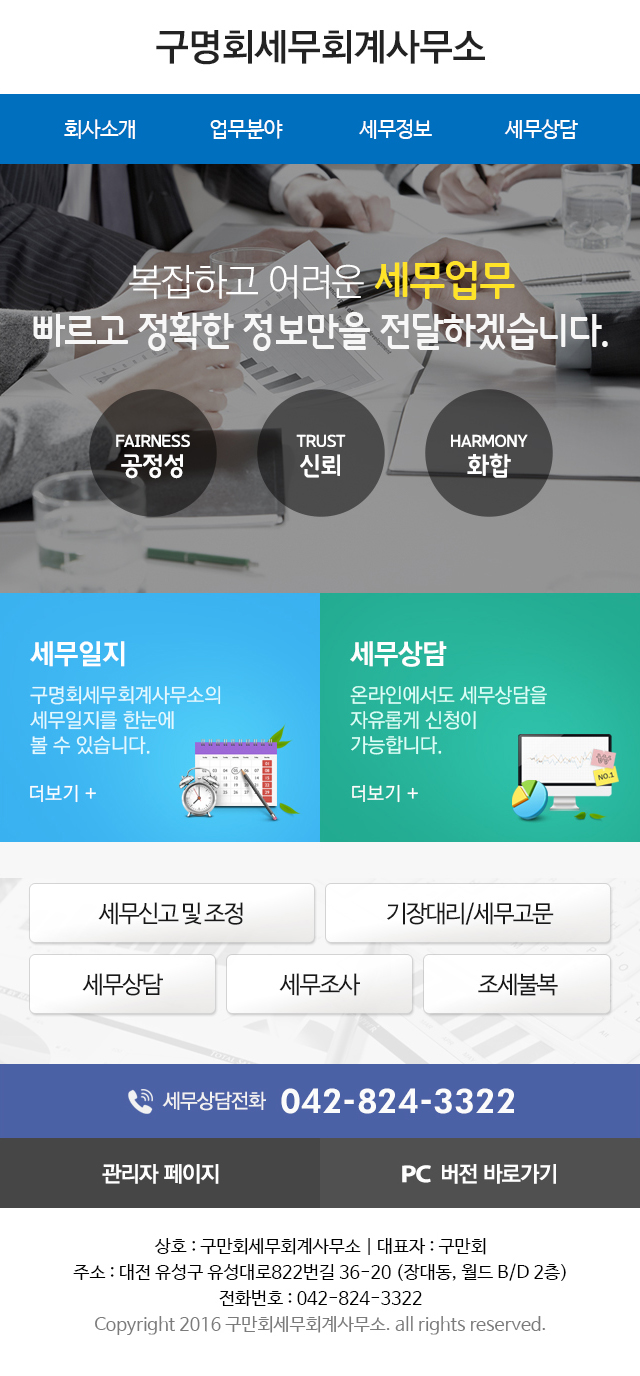 구명회세무회계사무소
회사소개 업무분야 세무정보 세무상담
복잡하고 어려운 세무업무
빠르고 정확한 정보만을 전달하겠습니다.
FAIRNESS
공정성
TRUST
신뢰
HARMONY
화합
세무일지
구명회세무회계사무소의
세무일지를 한눈에
볼 수 있습니다.
더보기 +
세무상담
온라인에서도 세무상담을
자유롭게 신청이
가능합니다.
더보기 +
NO.1
세무신고 및 조정
기장대리/세무고문
세무상담
세무조사
조세불복
세무상담전화 042-824-3322
관리자 페이지
PC 버전 바로가기
상호 : 구만회세무회계사무소 | 대표자 : 구만회
주소 : 대전 유성구 유성대로822번길 36-20 (장대동, 월드 B/D 2층)
전화번호 : 042-824-3322
Copyright 2016 구만회세무회계사무소. all rights reserved.